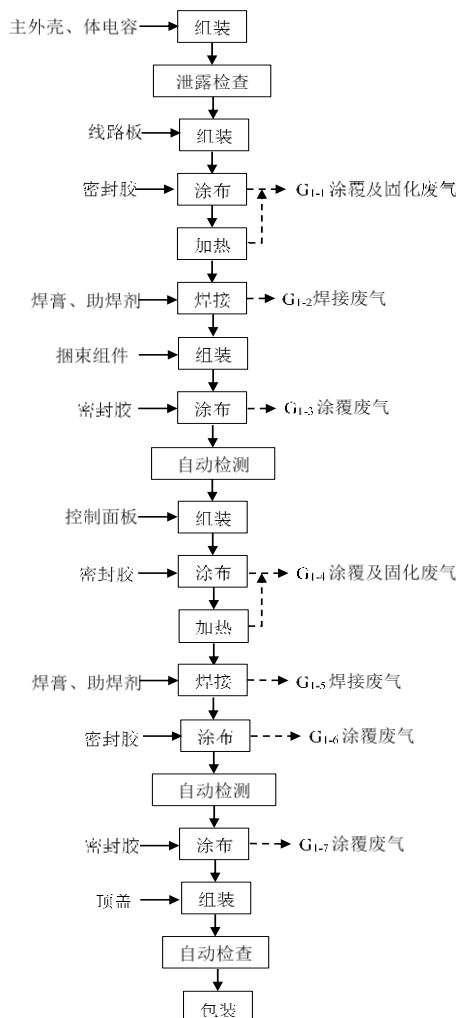 主外壳、体电容 组装
泄露检查
线路板 组装
密封胶 涂布 G1-1涂覆及固化废气
加热
焊膏、助焊剂 焊接 G1-2焊接废气
捆束组件 组装
密封胶 涂布 G1-3涂覆废气
自动检测
控制面板 组装
密封胶 涂布 G1-4涂覆及固化废气
加热
焊膏、助焊剂 焊接 G1-5焊接废气
密封胶 涂布 G1-6涂覆废气
自动检测
密封胶 涂布 G1-7涂覆废气
顶盖 组装
自动检查
包装